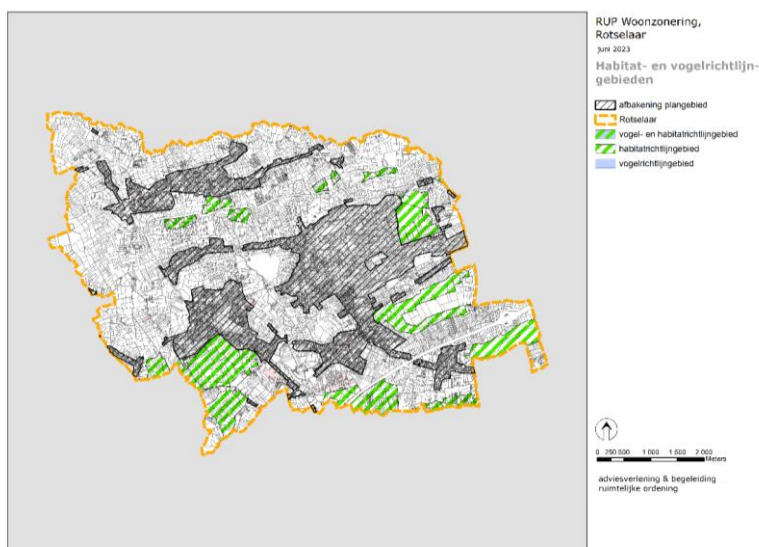 RUP Woonzonering,
Rotselaar
juni 2023
Habitat- en vogelrichtlijn-
gebieden
afbakening plangebied
Rotselaar
vogel- en habitatrichtlijngebied
habitatrichtlijngebied
vogelrichtlijngebied
0 250 500 1 000 1 500 2 000
Meters
adviesverlening & begeleiding
ruimtelijke ordening